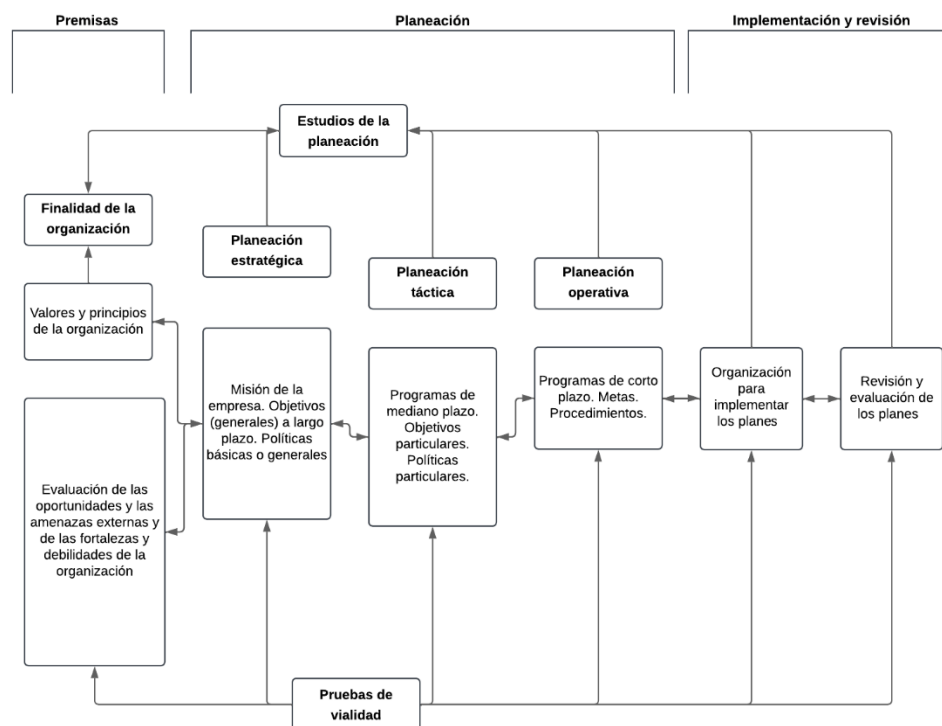 Premisas
Planeación
Implementación y revisión
Estudios de la
planeación
Finalidad de la
organización
Planeación
estratégica
Planeación
táctica
Planeación
operativa
Valores y principios
de la organización
Misión de la
empresa. Objetivos
(generales) a largo
plazo. Políticas
básicas o generales
Programas de
mediano plazo.
Objetivos
particulares.
Políticas
particulares.
Programas de corto
plazo. Metas.
Procedimientos.
Organización
para
implementar
los planes
Revisión y
evaluación de
los planes
Evaluación de las
oportunidades y las
amenazas externas y
de las fortalezas y
debilidades de la
organización
Pruebas de
vialidad